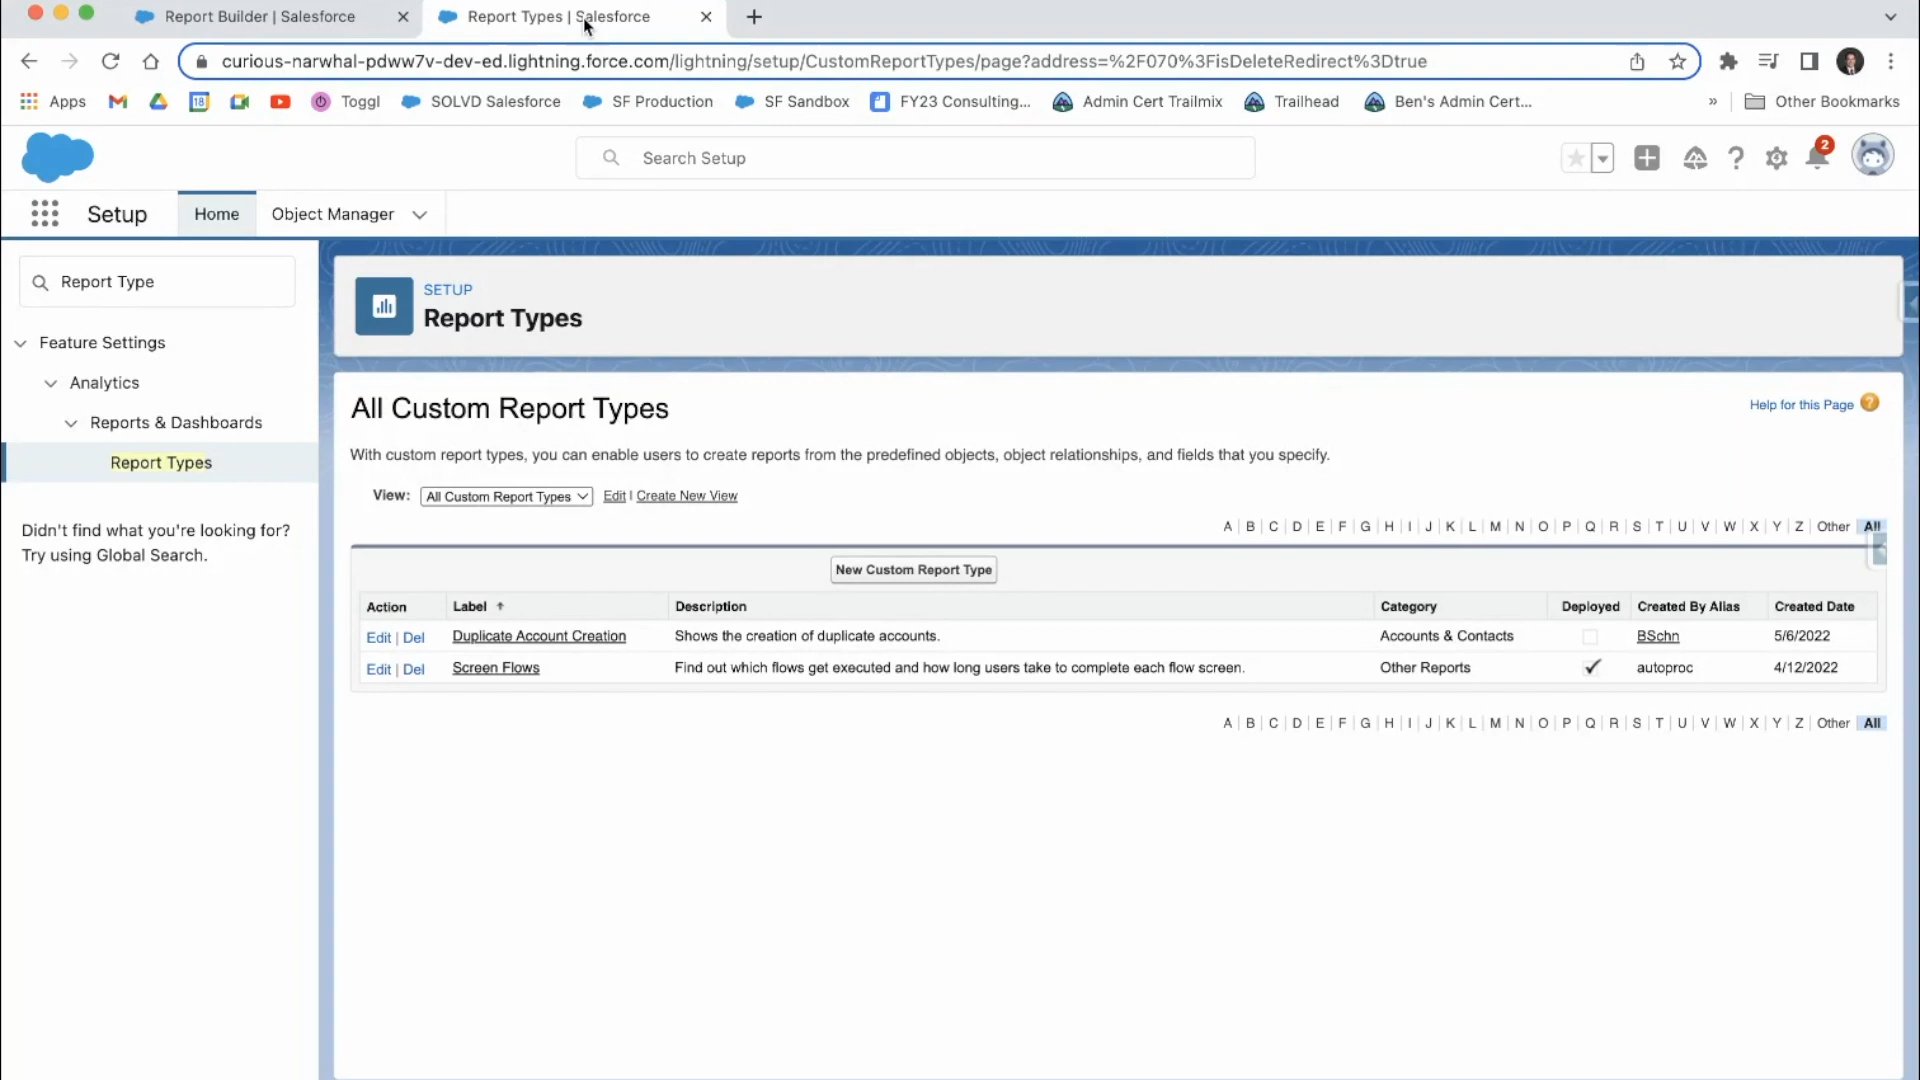 Report Builder | Salesforce
Report Types | Salesforce
curious-narwhal-pdww7v-dev-ed.lightning.force.com/lightning/setup/CustomReportTypes/page?address=%2F070%3FisDeleteRedirect%3Dtrue
Apps
18
Toggl
SOLVD Salesforce
SF Production
SF Sandbox
FY23 Consulting...
Admin Cert Trailmix
Trailhead
Ben's Admin Cert...
»
Other Bookmarks
Search Setup
2
Setup
Home
Object Manager
Report Type
Feature Settings
Analytics
Reports & Dashboards
Report Types
Didn't find what you're looking for?
Try using Global Search.
SETUP
Report Types
All Custom Report Types
Help for this Page ?
With custom report types, you can enable users to create reports from the predefined objects, object relationships, and fields that you specify.
View: All Custom Report Types Edit | Create New View
A | B | C | D | E | F | G | H | I | J | K | L | M | N | O | P | Q | R | S | T | U | V | W | X | Y | Z | Other All
New Custom Report Type
Action Label Description Category Deployed Created By Alias Created Date
Edit | Del Duplicate Account Creation Shows the creation of duplicate accounts. Accounts & Contacts BSchn 5/6/2022
Edit | Del Screen Flows Find out which flows get executed and how long users take to complete each flow screen. Other Reports autoproc 4/12/2022
A | B | C | D | E | F | G | H | I | J | K | L | M | N | O | P | Q | R | S | T | U | V | W | X | Y | Z | Other All